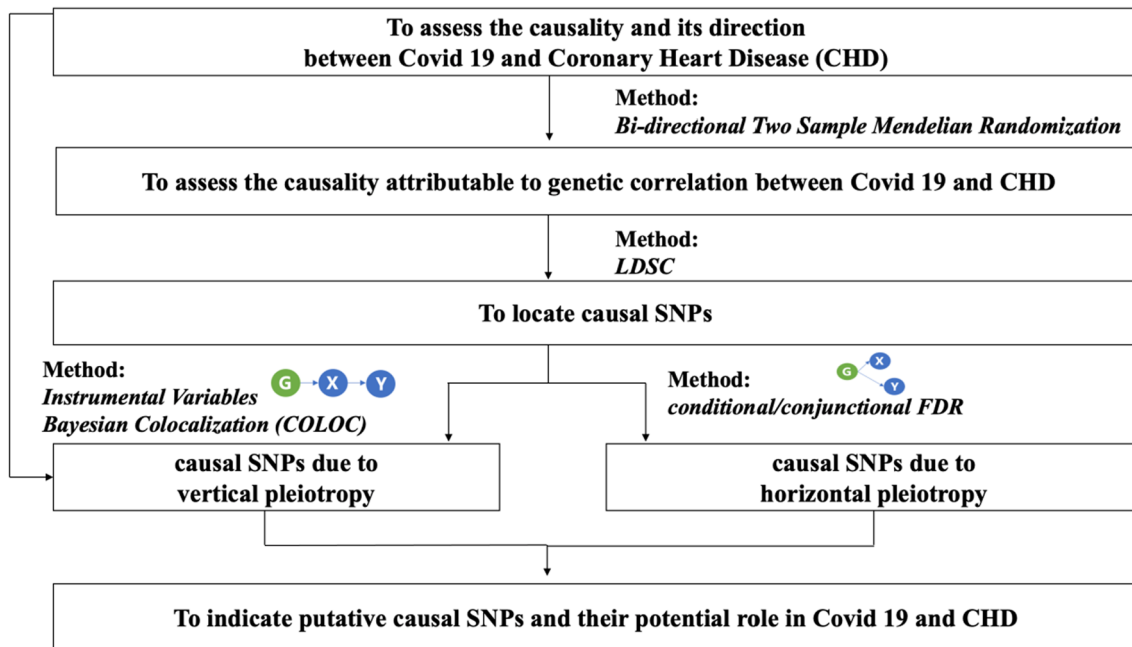 To assess the causality and its direction
between Covid 19 and Coronary Heart Disease (CHD)
Method:
Bi-directional Two Sample Mendelian Randomization
To assess the causality attributable to genetic correlation between Covid 19 and CHD
Method:
LDSC
To locate causal SNPs
Method:
Instrumental Variables
Bayesian Colocalization (COLOC)
G X Y
Method:
conditional/conjunctional FDR
G X Y
causal SNPs due to
vertical pleiotropy
causal SNPs due to
horizontal pleiotropy
To indicate putative causal SNPs and their potential role in Covid 19 and CHD